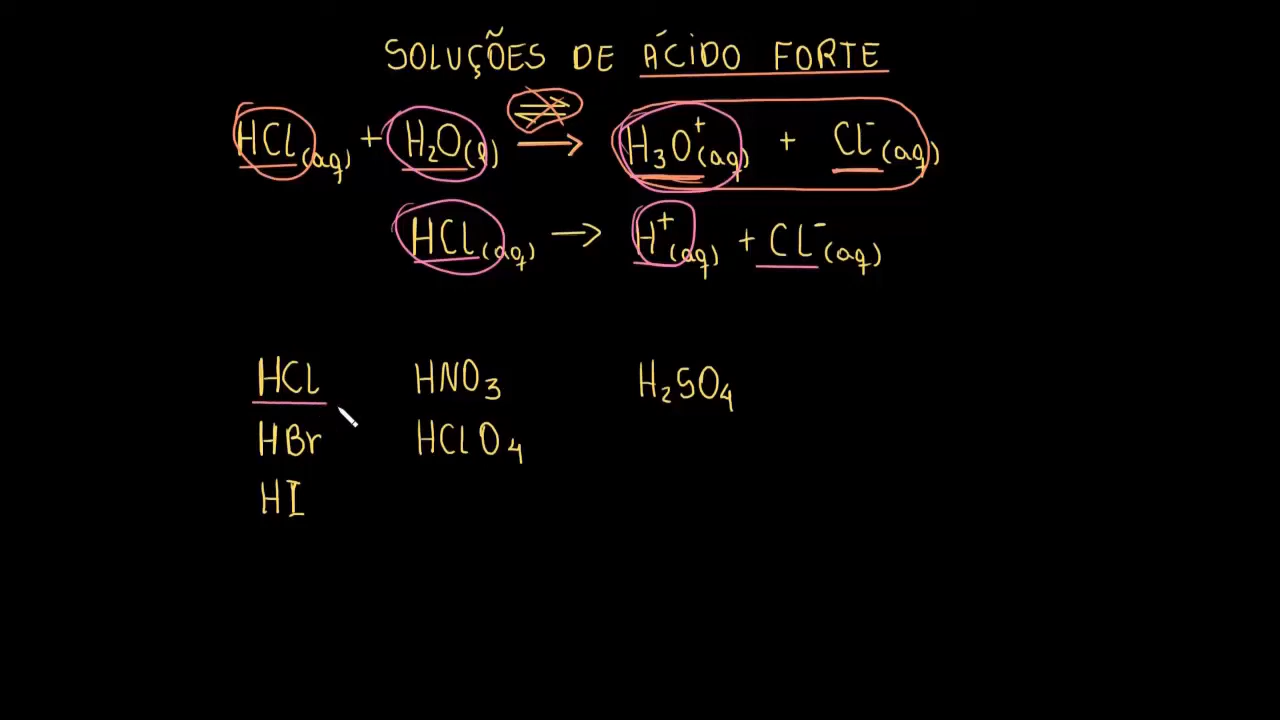 SOLUÇÕES DE ÁCIDO FORTE
HCl(aq) + H₂O(l) ⇌ → H₃O⁺(aq) + Cl⁻(aq)
HCl(aq) → H⁺(aq) + Cl⁻(aq)
HCl HNO₃ H₂SO₄
HBr HClO₄
HI